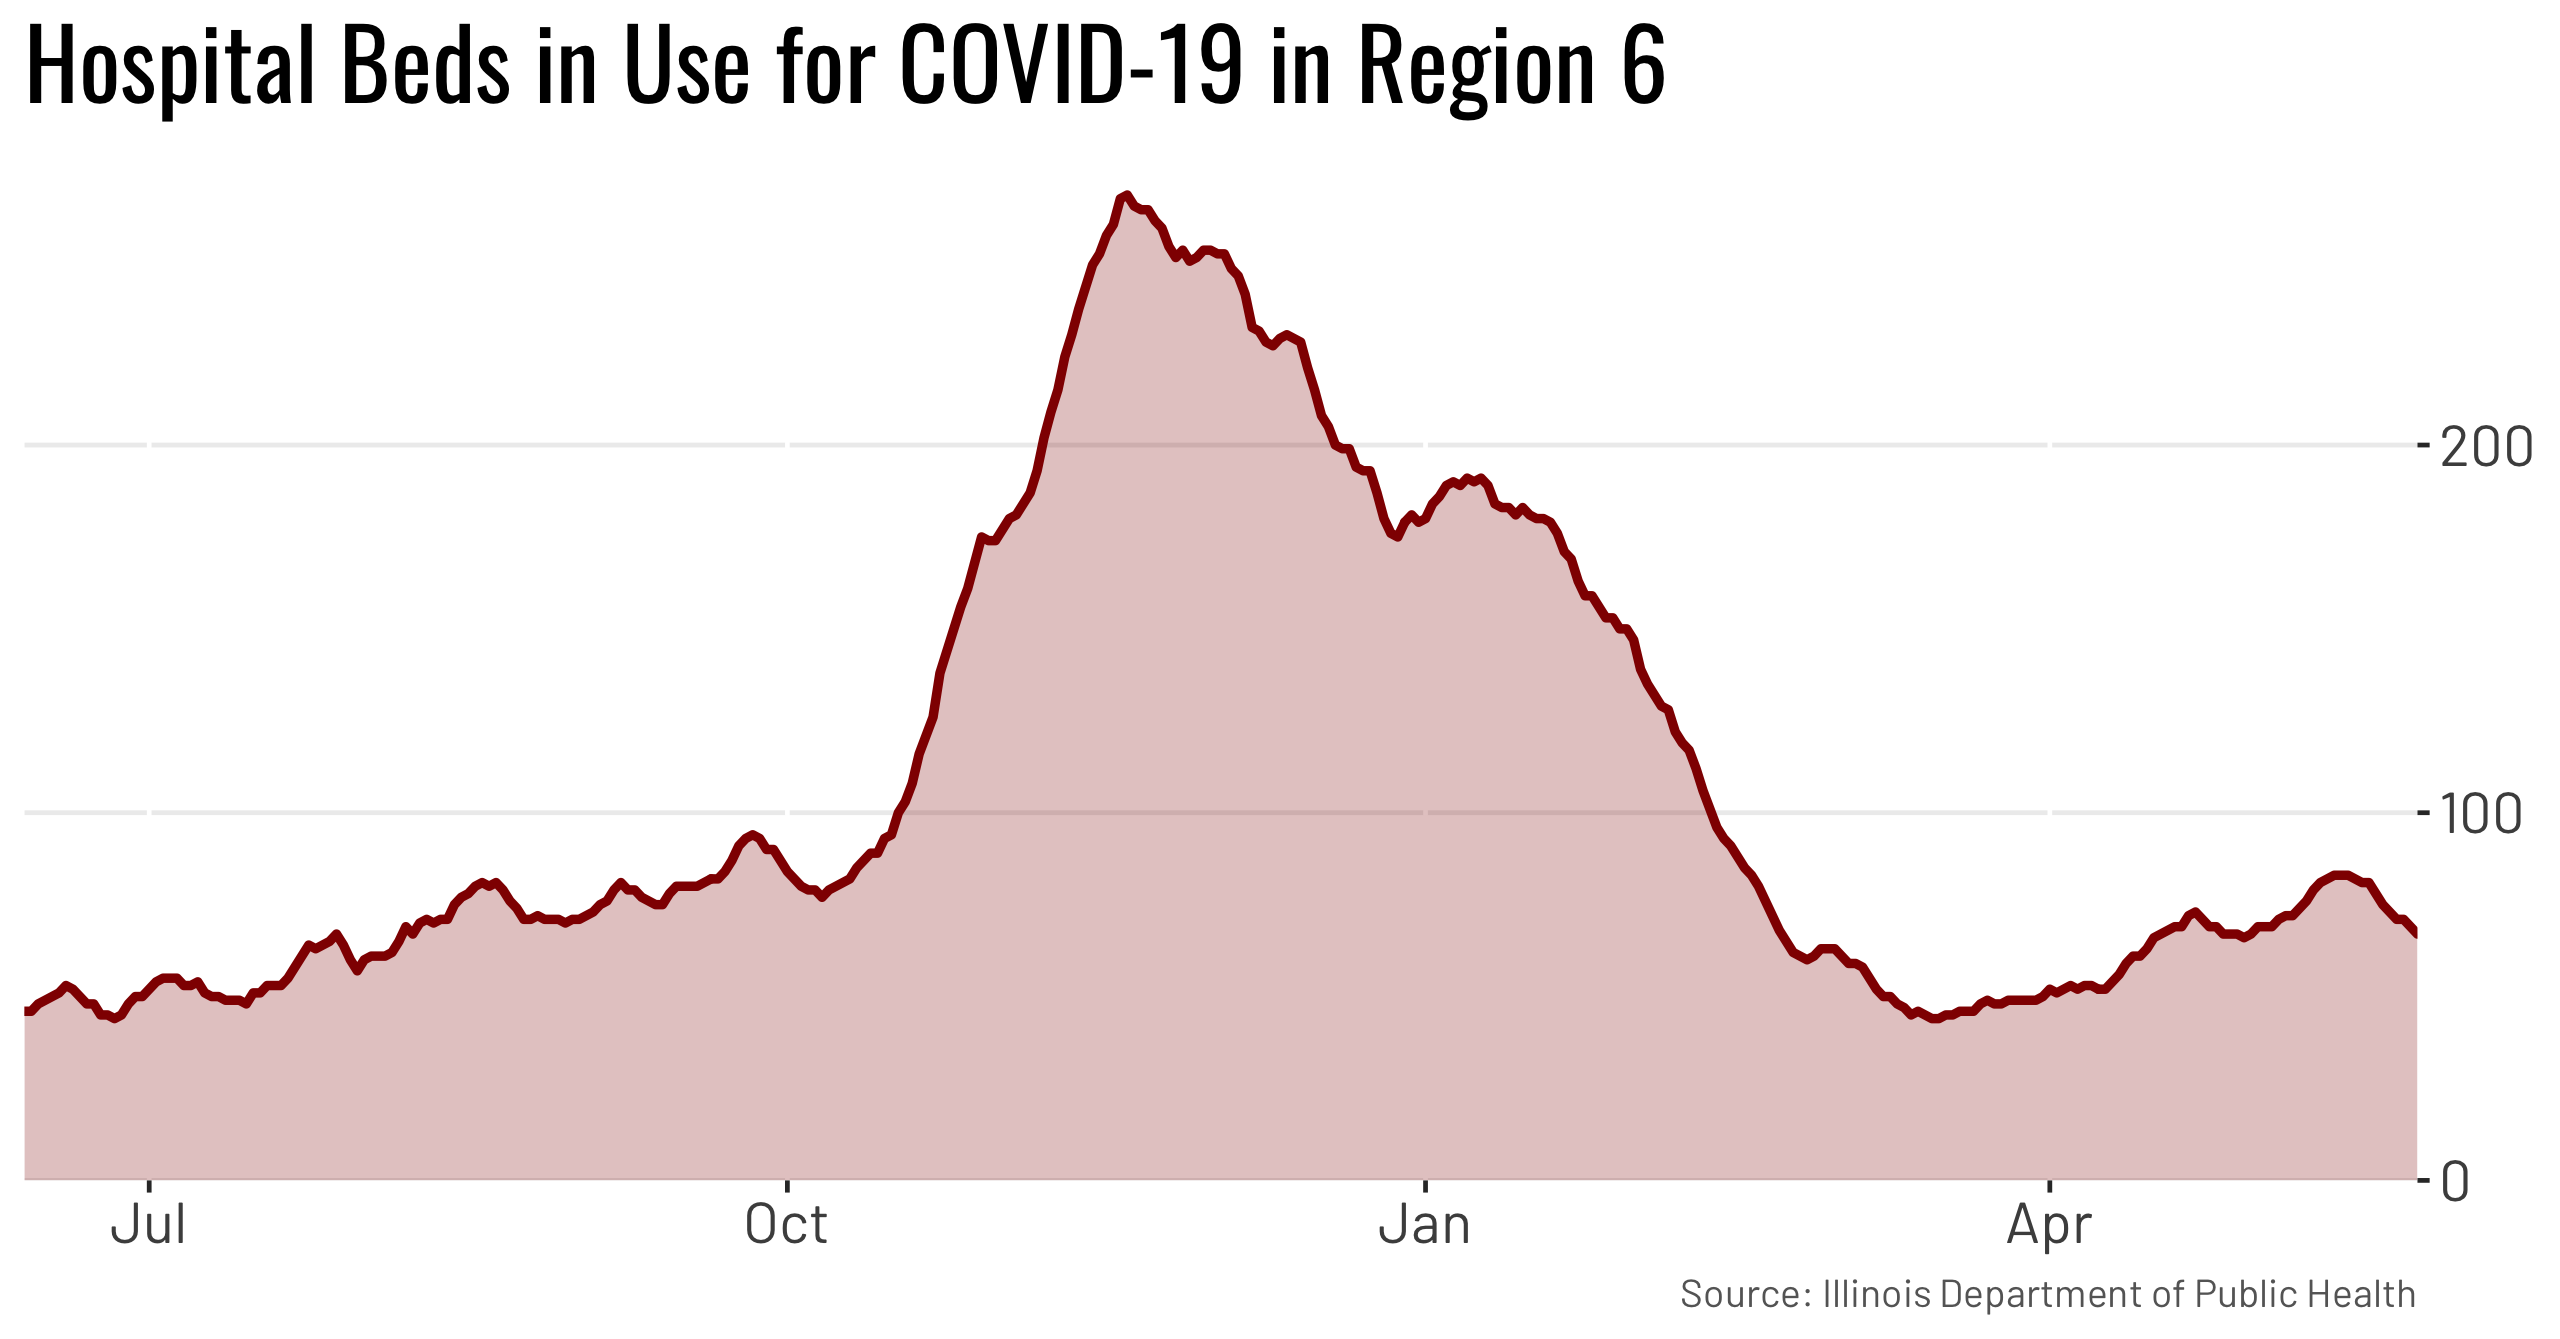 Hospital Beds in Use for COVID-19 in Region 6
200
100
0
Jul Oct Jan Apr
Source: Illinois Department of Public Health